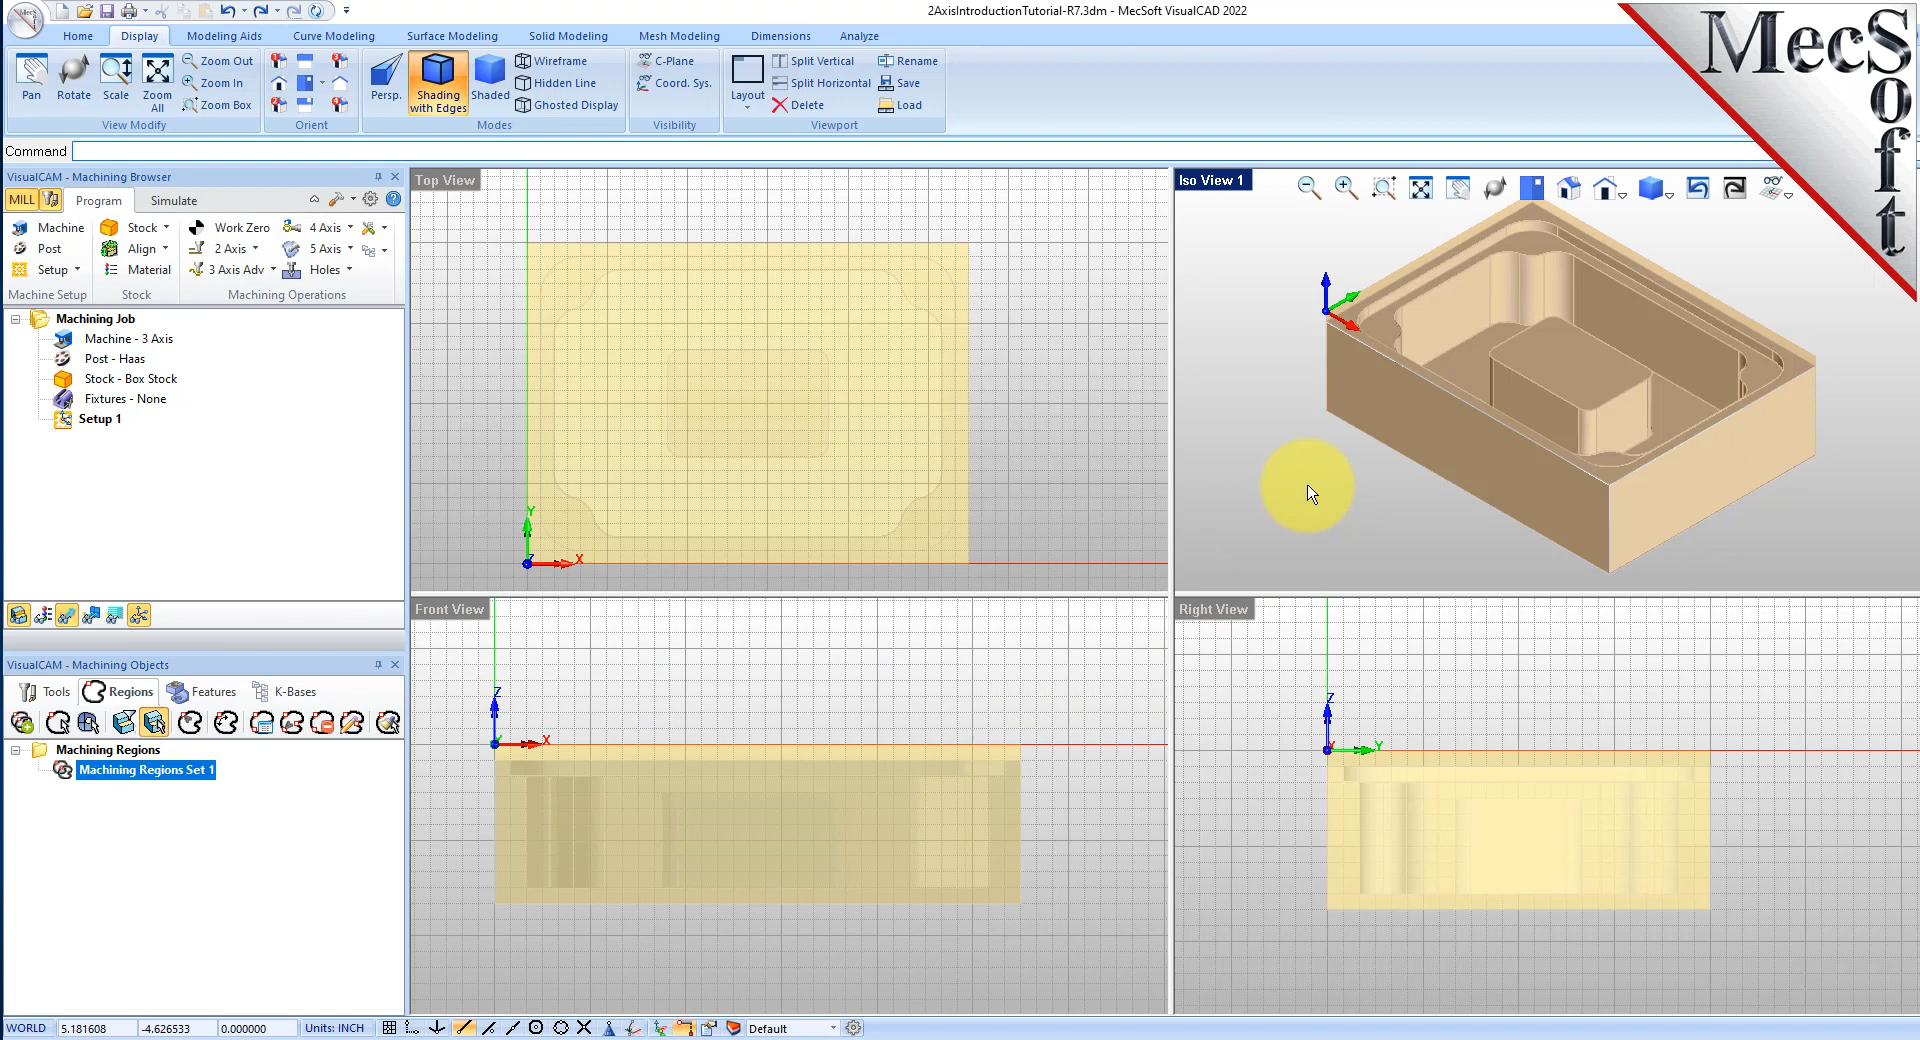 2AxisIntroductionTutorial-R7.3dm - MecSoft VisualCAD 2022
MecSoft
Home Display Modeling Aids Curve Modeling Surface Modeling Solid Modeling Mesh Modeling Dimensions Analyze
Pan Rotate Scale Zoom All Zoom Out Zoom In Zoom Box
View Modify
Orient
Persp. Shading with Edges Shaded Wireframe Hidden Line Ghosted Display
Modes
C-Plane Coord. Sys.
Visibility
Layout Split Vertical Split Horizontal Delete Rename Save Load
Viewport
Command
VisualCAM - Machining Browser
MILL Program Simulate
Machine Stock Work Zero 4 Axis
Post Align 2 Axis 5 Axis
Setup Material 3 Axis Adv Holes
Machine Setup Stock Machining Operations
Machining Job
Machine - 3 Axis
Post - Haas
Stock - Box Stock
Fixtures - None
Setup 1
VisualCAM - Machining Objects
Tools Regions Features K-Bases
Machining Regions
Machining Regions Set 1
Top View
Y
Z X
Iso View 1
Front View
Z
Y X
Right View
Z
X Y
WORLD 5.181608 -4.626533 0.000000 Units: INCH Default